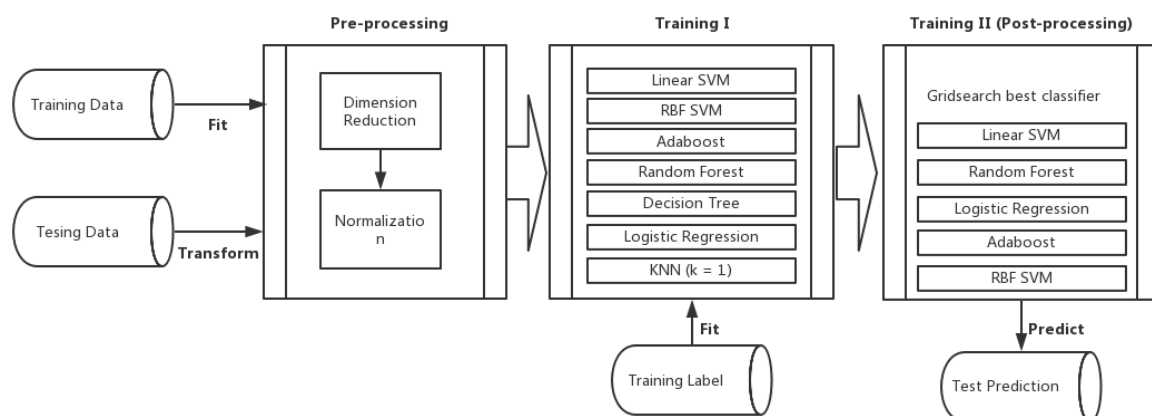 Pre-processing
Training I
Training II (Post-processing)
Training Data
Fit
Tesing Data
Transform
Dimension
Reduction
Normalizatio
n
Linear SVM
RBF SVM
Adaboost
Random Forest
Decision Tree
Logistic Regression
KNN (k = 1)
Fit
Training Label
Gridsearch best classifier
Linear SVM
Random Forest
Logistic Regression
Adaboost
RBF SVM
Predict
Test Prediction